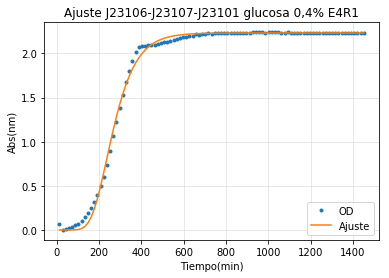 Ajuste J23106-J23107-J23101 glucosa 0,4% E4R1
Abs(nm)
2.0
1.5
1.0
0.5
0.0
OD
Ajuste
0 200 400 600 800 1000 1200 1400
Tiempo(min)